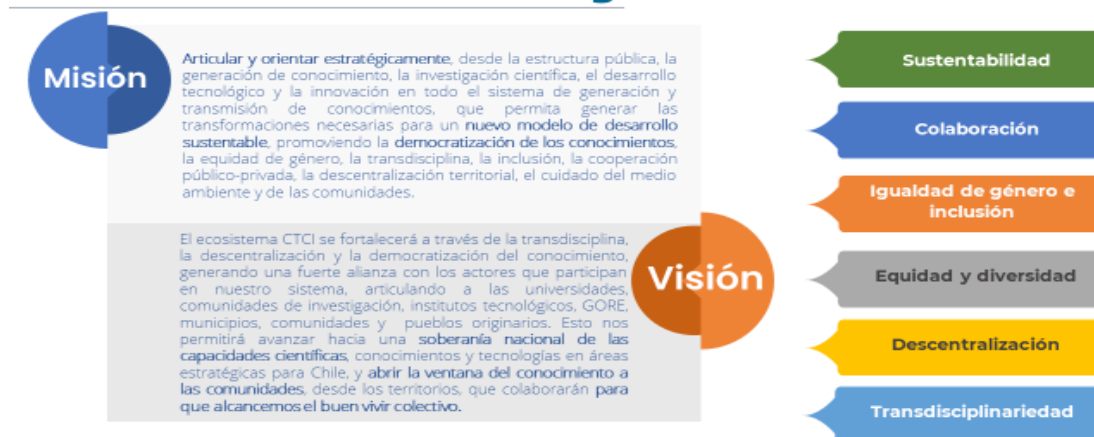 Misión
Articular y orientar estratégicamente, desde la estructura pública, la
generación de conocimiento, la investigación científica, el desarrollo
tecnológico y la innovación en todo el sistema de generación y
transmisión de conocimientos, que permita generar las
transformaciones necesarias para un nuevo modelo de desarrollo
sustentable, promoviendo la democratización de los conocimientos,
la equidad de género, la transdisciplina, la inclusión, la cooperación
público-privada, la descentralización territorial, el cuidado del medio
ambiente y de las comunidades.
El ecosistema CTCI se fortalecerá a través de la transdisciplina,
la descentralización y la democratización del conocimiento,
generando una fuerte alianza con los actores que participan
en nuestro sistema, articulando a las universidades,
comunidades de investigación, institutos tecnológicos, GORE,
municipios, comunidades y pueblos originarios. Esto nos
permitirá avanzar hacia una soberanía nacional de las
capacidades científicas, conocimientos y tecnologías en áreas
estratégicas para Chile, y abrir la ventana del conocimiento a
las comunidades, desde los territorios, que colaborarán para
que alcancemos el buen vivir colectivo.
Visión
Sustentabilidad
Colaboración
Igualdad de género e
inclusión
Equidad y diversidad
Descentralización
Transdisciplinariedad